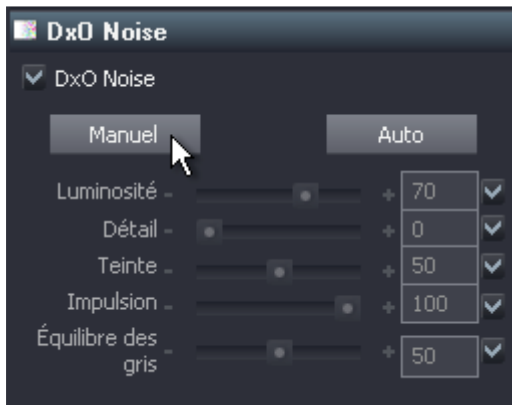 DxO Noise
DxO Noise
Manuel Auto
Luminosité - + 70
Détail - + 0
Teinte - + 50
Impulsion - + 100
Équilibre des
gris - + 50